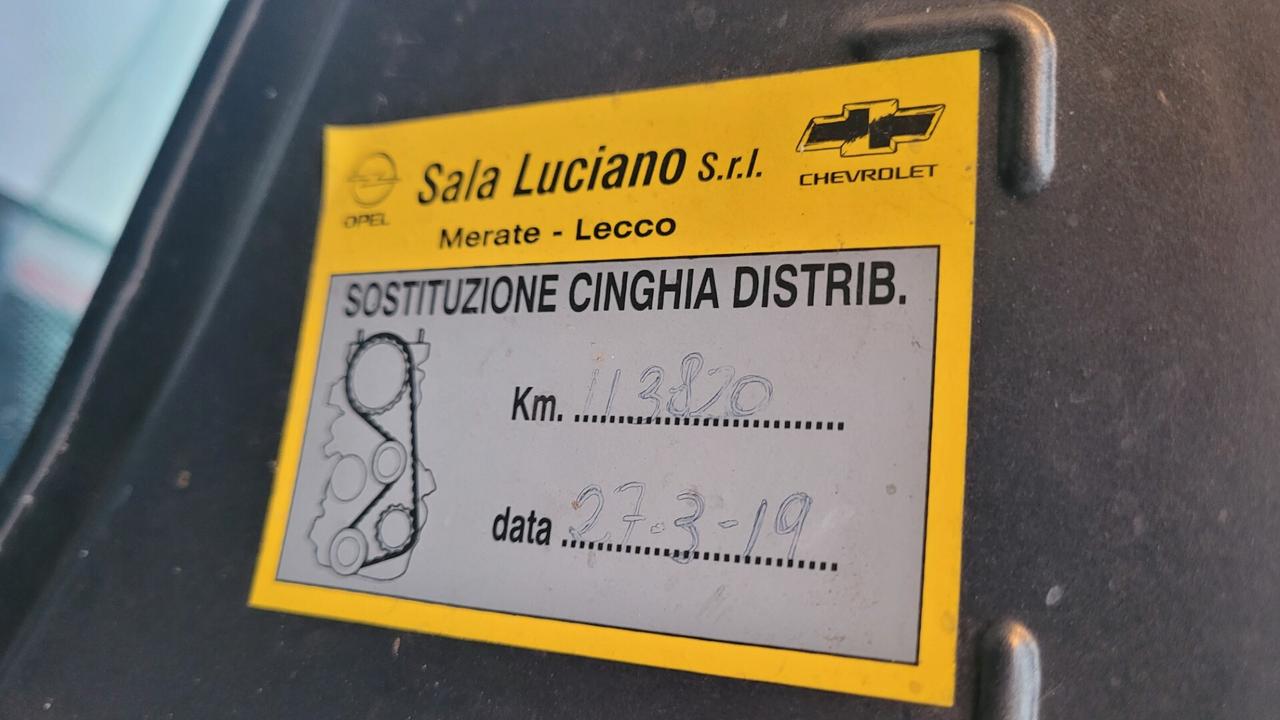 OPEL
Sala Luciano s.r.l.
CHEVROLET
Merate - Lecco
SOSTITUZIONE CINGHIA DISTRIB.
Km. 113820
data 27-3-19